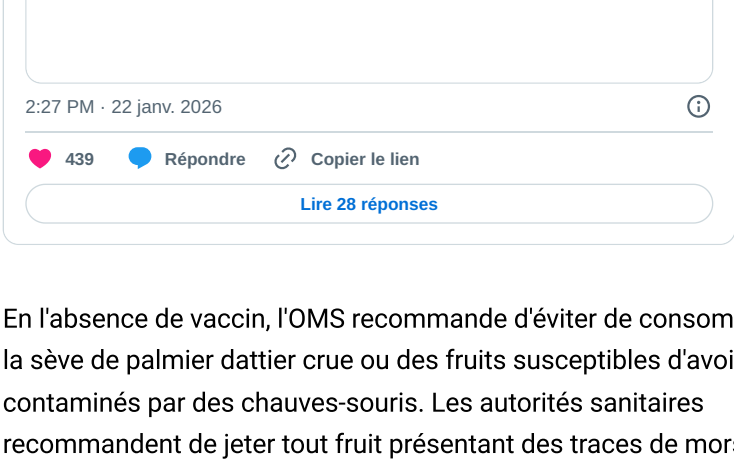 2:27 PM · 22 janv. 2026
439 Répondre Copier le lien
Lire 28 réponses
En l'absence de vaccin, l'OMS recommande d'éviter de
la sève de palmier dattier crue ou des fruits susceptibles
contaminés par des chauves-souris. Les autorités sanitaires
recommandent de jeter tout fruit présentant des traces de